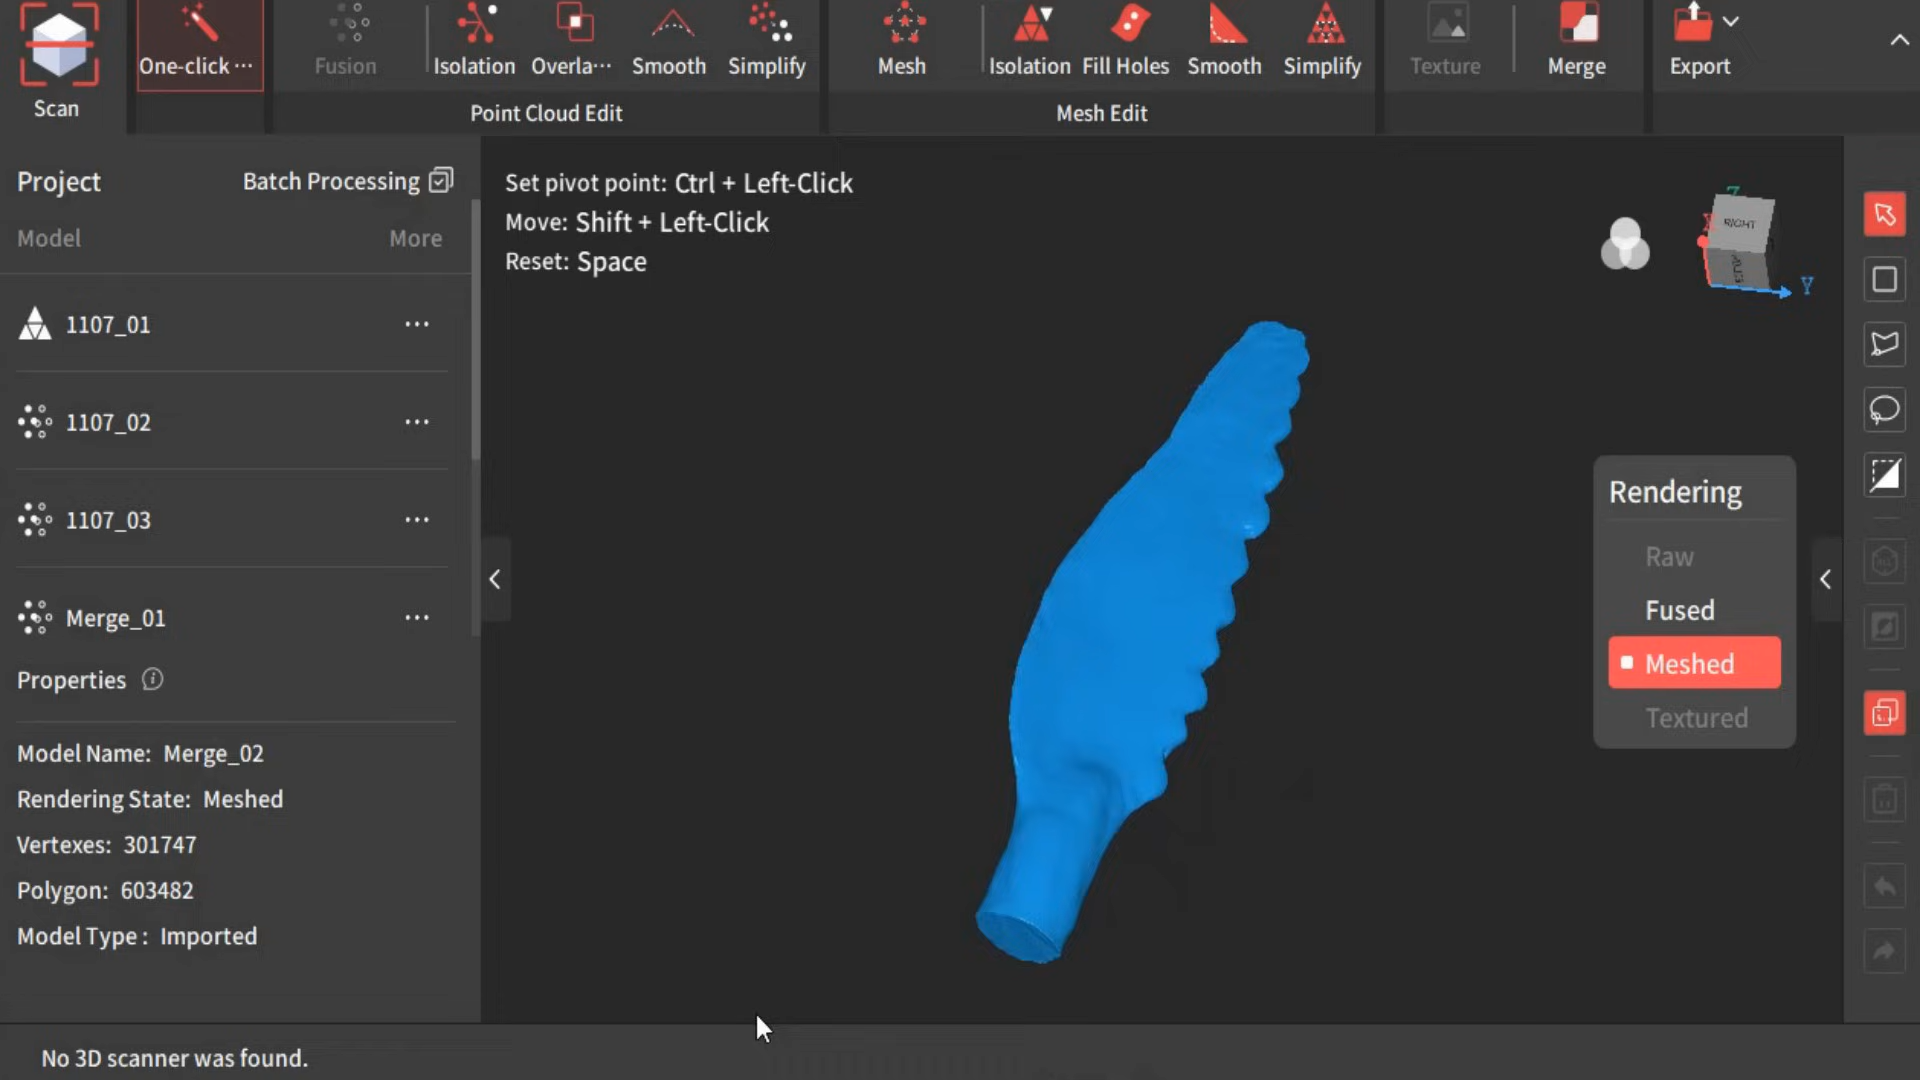 Scan
One-click ···
Fusion
Isolation
Overla···
Smooth
Simplify
Point Cloud Edit
Mesh
Isolation
Fill Holes
Smooth
Simplify
Mesh Edit
Texture
Merge
Export
Project
Batch Processing
Model
More
1107_01
1107_02
1107_03
Merge_01
Properties
Model Name: Merge_02
Rendering State: Meshed
Vertexes: 301747
Polygon: 603482
Model Type : Imported
Set pivot point: Ctrl + Left-Click
Move: Shift + Left-Click
Reset: Space
Z
X
RIGHT
Y
Rendering
Raw
Fused
Meshed
Textured
No 3D scanner was found.